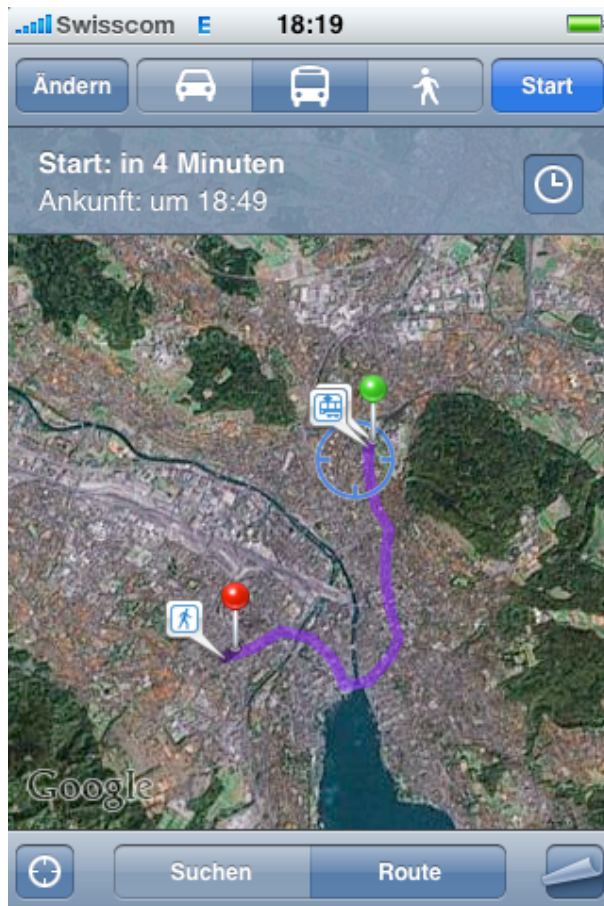 Swisscom E 18:19
Ändern Start
Start: in 4 Minuten
Ankunft: um 18:49
Google
Suchen Route